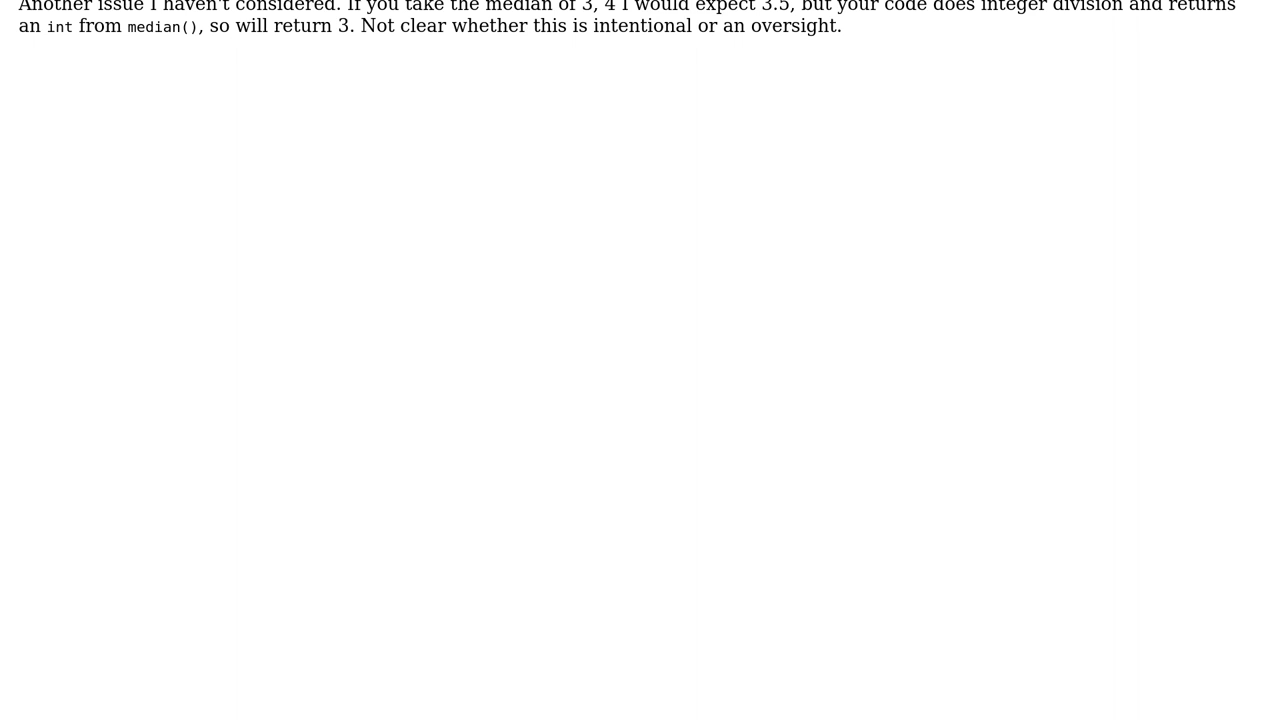 Another issue I haven't considered. If you take the median of 3, 4 I would expect 3.5, but your code does integer division and returns
an int from median(), so will return 3. Not clear whether this is intentional or an oversight.